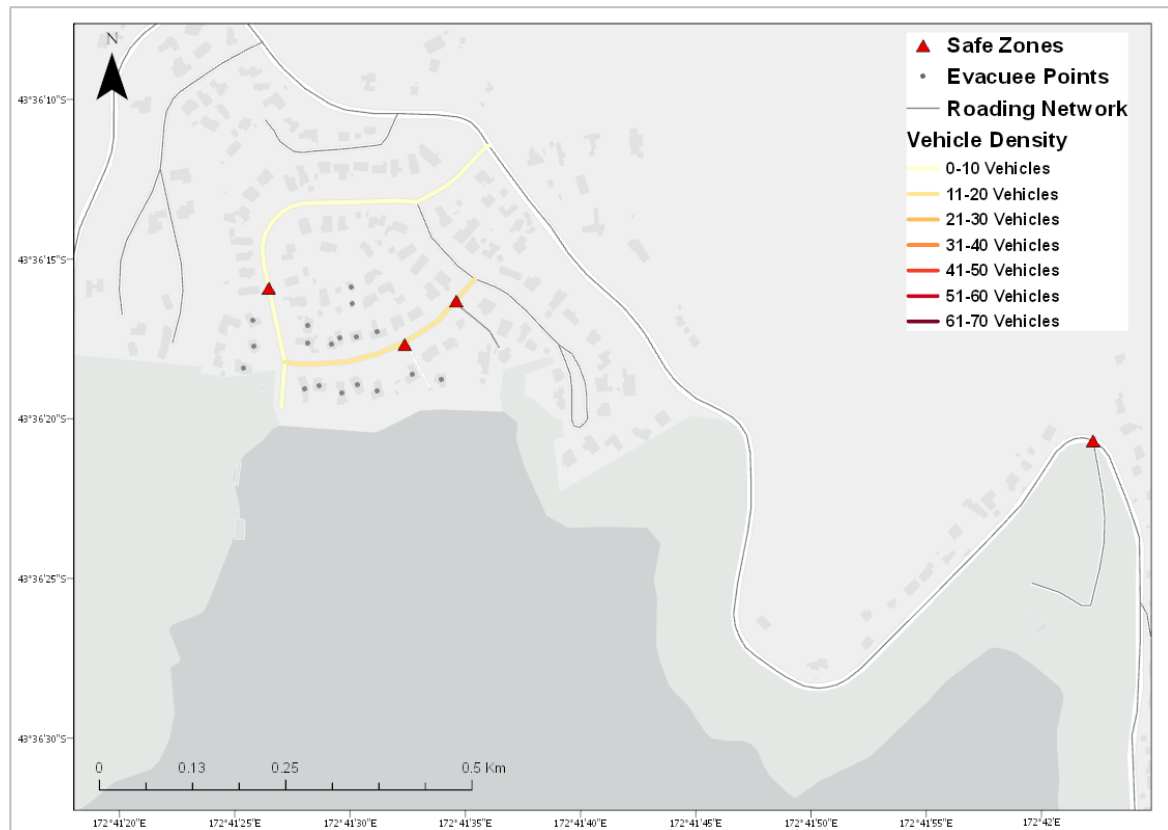 N
Safe Zones
Evacuee Points
Roading Network
Vehicle Density
0-10 Vehicles
11-20 Vehicles
21-30 Vehicles
31-40 Vehicles
41-50 Vehicles
51-60 Vehicles
61-70 Vehicles
43°36'10"S
43°36'15"S
43°36'20"S
43°36'25"S
43°36'30"S
0 0.13 0.25 0.5 Km
172°41'20"E 172°41'25"E 172°41'30"E 172°41'35"E 172°41'40"E 172°41'45"E 172°41'50"E 172°41'55"E 172°42'E